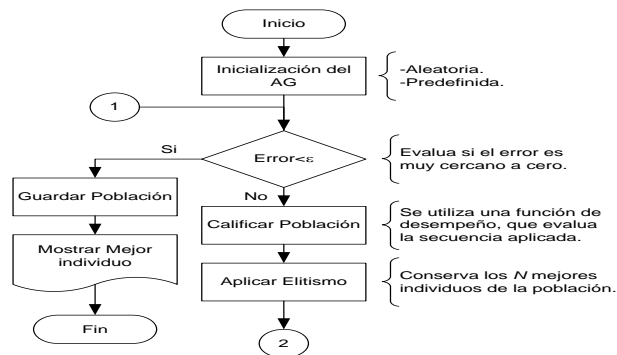 Inicio
Inicialización del
AG
-Aleatoria.
-Predefinida.
1
Si
Error<ε
Evalua si el error es
muy cercano a cero.
Guardar Población
No
Calificar Población
Se utiliza una función de
desempeño, que evalua
la secuencia aplicada.
Mostrar Mejor
individuo
Aplicar Elitismo
Conserva los N mejores
individuos de la población.
Fin
2